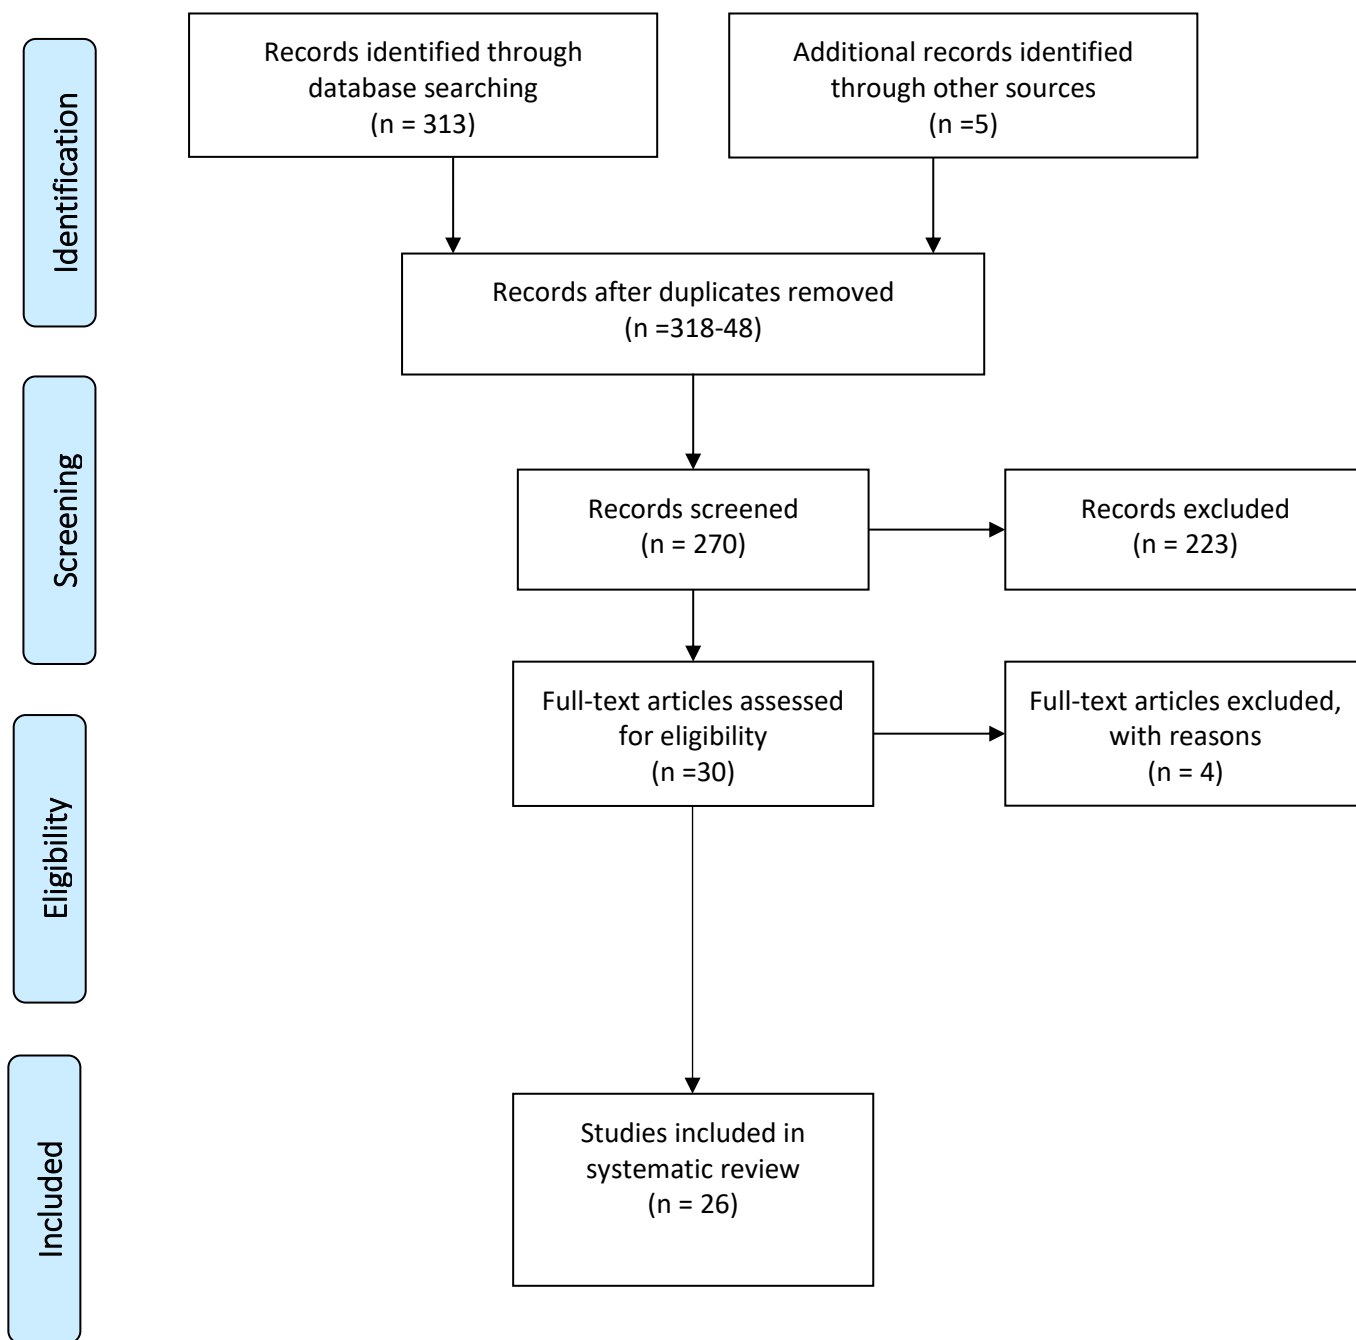 Identification
Records identified through
database searching
(n = 313)
Additional records identified
through other sources
(n =5)
Records after duplicates removed
(n =318-48)
Screening
Records screened
(n = 270)
Records excluded
(n = 223)
Eligibility
Full-text articles assessed
for eligibility
(n =30)
Full-text articles excluded,
with reasons
(n = 4)
Included
Studies included in
systematic review
(n = 26)